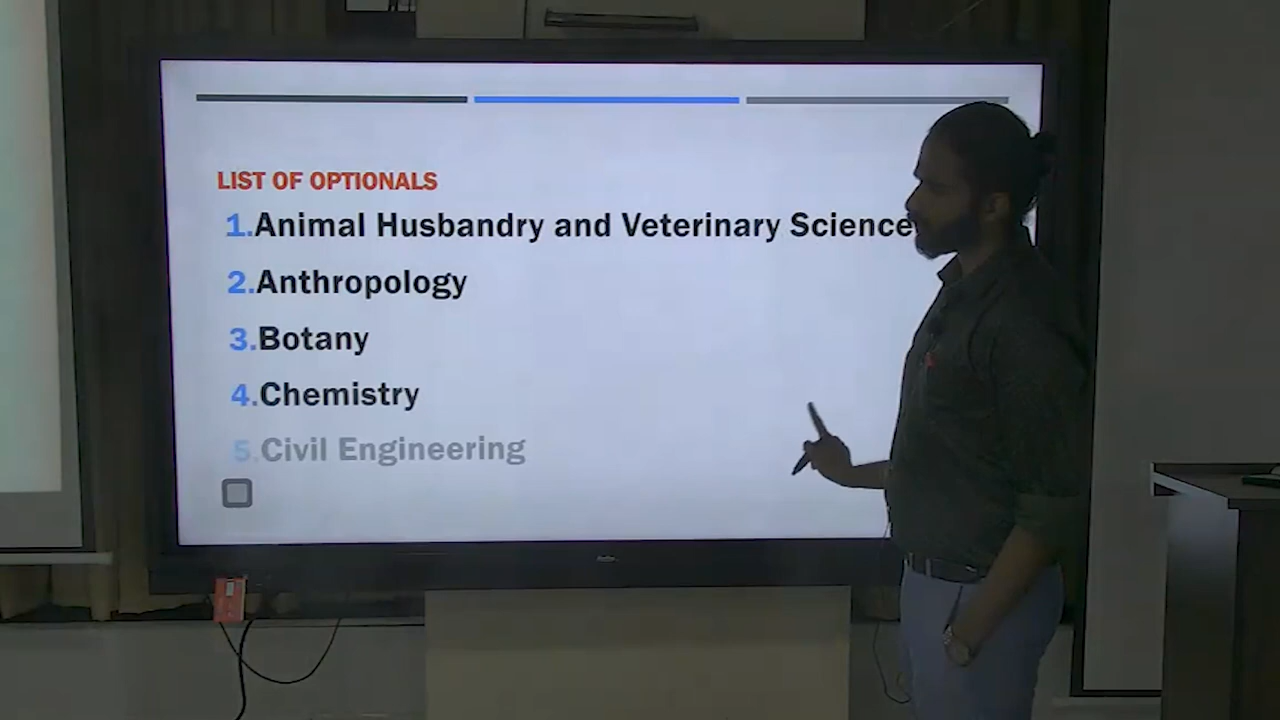 LIST OF OPTIONALS
1.Animal Husbandry and Veterinary Science
2.Anthropology
3.Botany
4.Chemistry
5.Civil Engineering